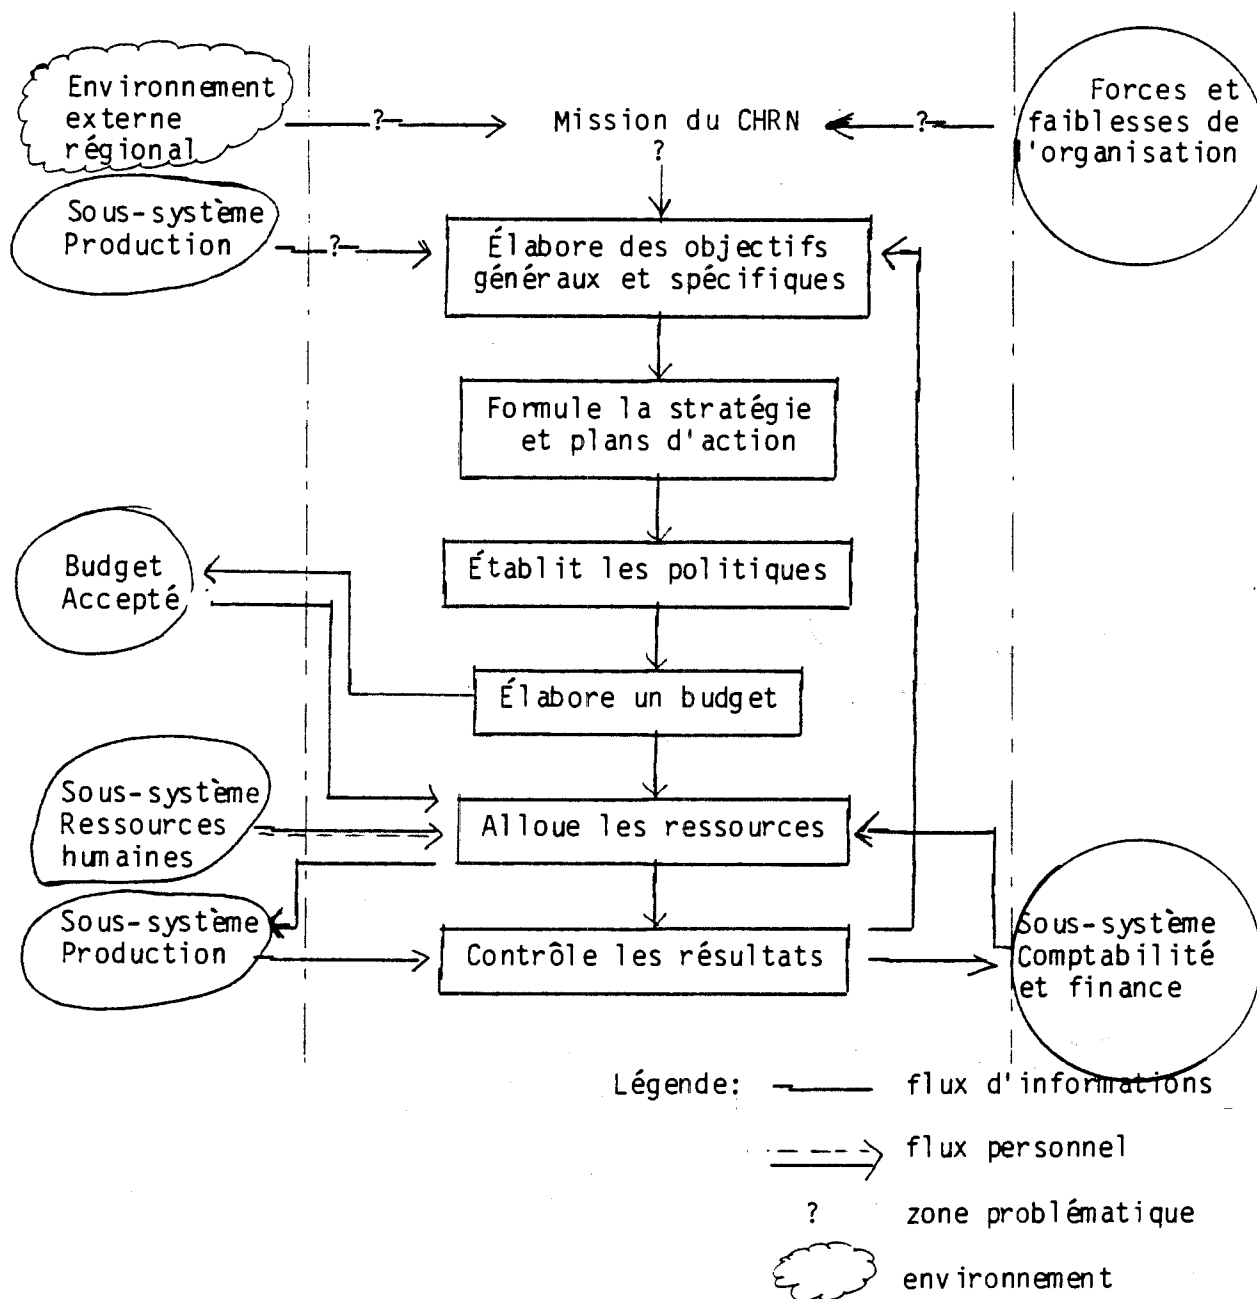 Environnement
externe
régional
?
Mission du CHRN
?
?
Forces et
faiblesses de
l'organisation
Sous-système
Production
?
Élabore des objectifs
généraux et spécifiques
Formule la stratégie
et plans d'action
Établit les politiques
Budget
Accepté
Élabore un budget
Sous-système
Ressources
humaines
Alloue les ressources
Sous-système
Production
Contrôle les résultats
Sous-système
Comptabilité
et finance
Légende:
flux d'informations
flux personnel
? zone problématique
environnement